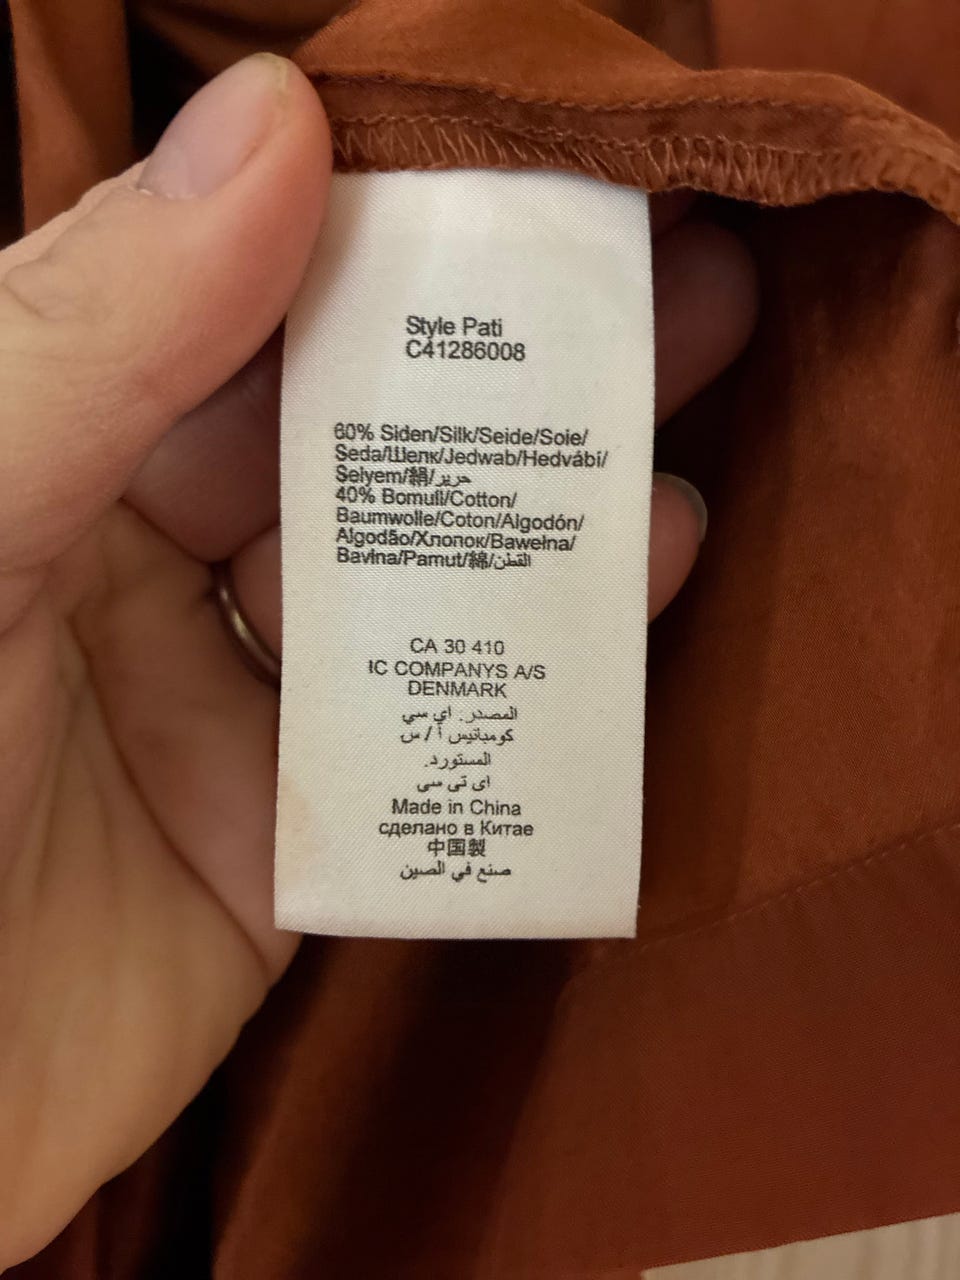 Style Pati
C41286008
60% Siden/Silk/Seide/Soie/
Seda/Шелк/Jedwab/Hedvábí/
Selyem/絹/حرير
40% Bomull/Cotton/
Baumwolle/Coton/Algodón/
Algodão/Хлопок/Bawełna/
Bavlna/Pamut/綿/القطن
CA 30 410
IC COMPANYS A/S
DENMARK
المصدر. اي سي
كومبانيس أ / س
المستورد.
اى تى سى
Made in China
сделано в Китае
中国製
صنع في الصين